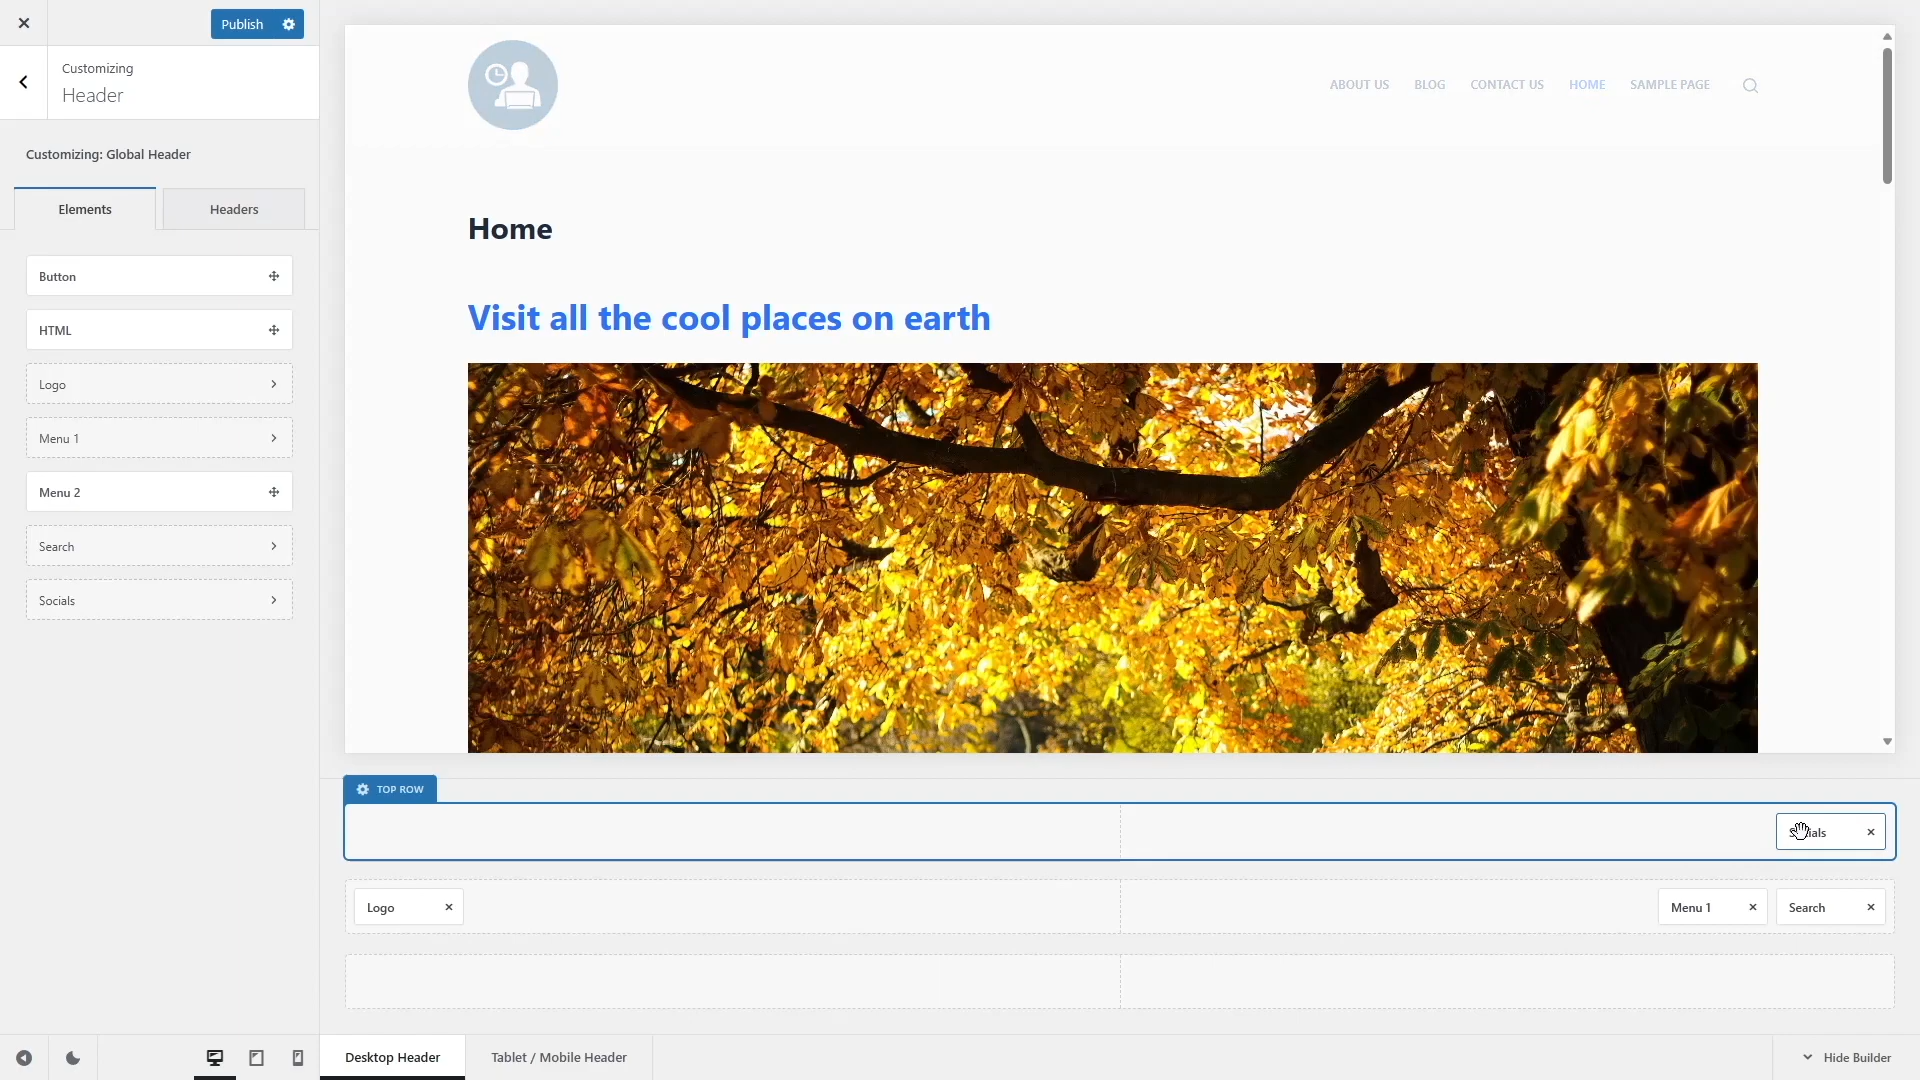 Publish
Customizing
Header
Customizing: Global Header
Elements
Headers
Button
HTML
Logo
Menu 1
Menu 2
Search
Socials
ABOUT US
BLOG
CONTACT US
HOME
SAMPLE PAGE
Home
Visit all the cool places on earth
TOP ROW
Logo
Menu 1
Search
Desktop Header
Tablet / Mobile Header
Hide Builder